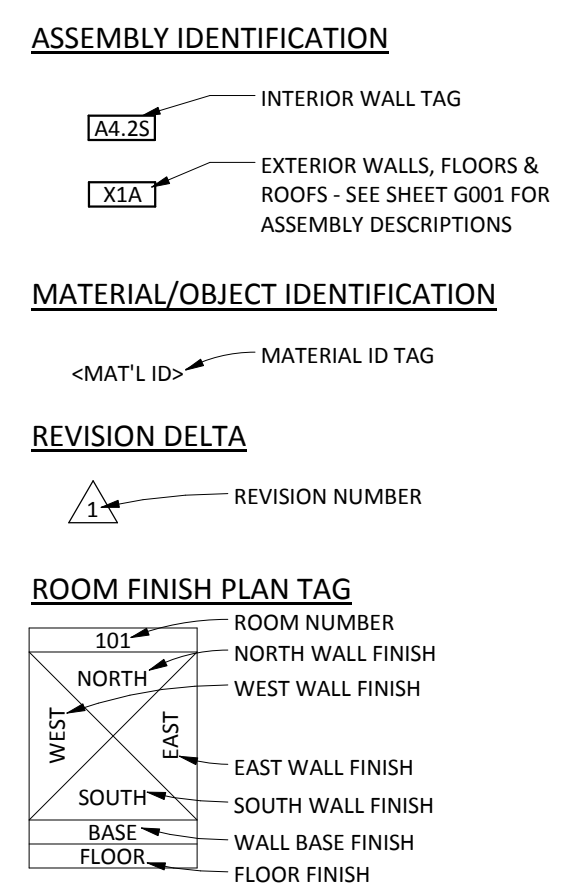 ASSEMBLY IDENTIFICATION
INTERIOR WALL TAG
A4.2S
EXTERIOR WALLS, FLOORS &
X1A
ROOFS - SEE SHEET G001 FOR
ASSEMBLY DESCRIPTIONS
MATERIAL/OBJECT IDENTIFICATION
MATERIAL ID TAG
<MAT'L ID>
REVISION DELTA
1
REVISION NUMBER
ROOM FINISH PLAN TAG
ROOM NUMBER
101
NORTH WALL FINISH
NORTH
WEST WALL FINISH
WEST
EAST
EAST WALL FINISH
SOUTH
SOUTH WALL FINISH
BASE
WALL BASE FINISH
FLOOR
FLOOR FINISH